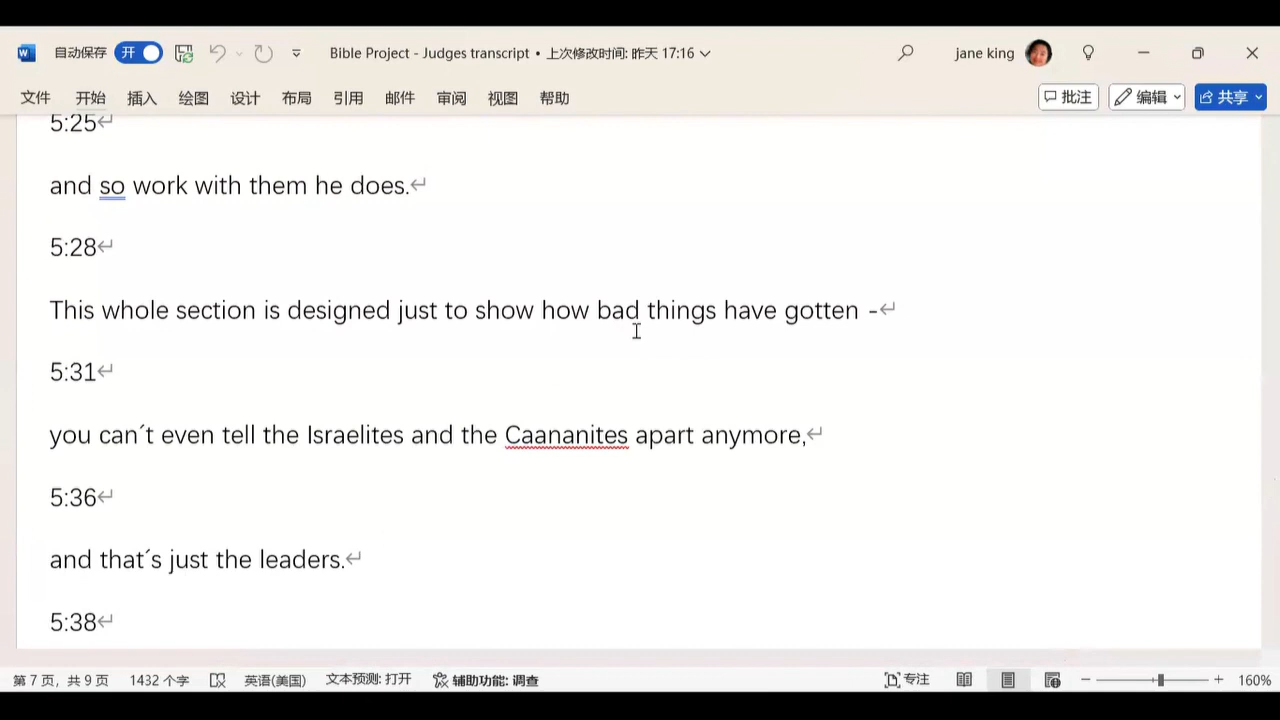 自动保存 开 Bible Project - Judges transcript • 上次修改时间: 昨天 17:16 jane king
文件 开始 插入 绘图 设计 布局 引用 邮件 审阅 视图 帮助 批注 编辑 共享
5:25
and so work with them he does.
5:28
This whole section is designed just to show how bad things have gotten -
5:31
you can´t even tell the Israelites and the Caananites apart anymore,
5:36
and that´s just the leaders.
5:38
第 7 页，共 9 页 1432 个字 英语(美国) 文本预测: 打开 辅助功能: 调查 专注 160%